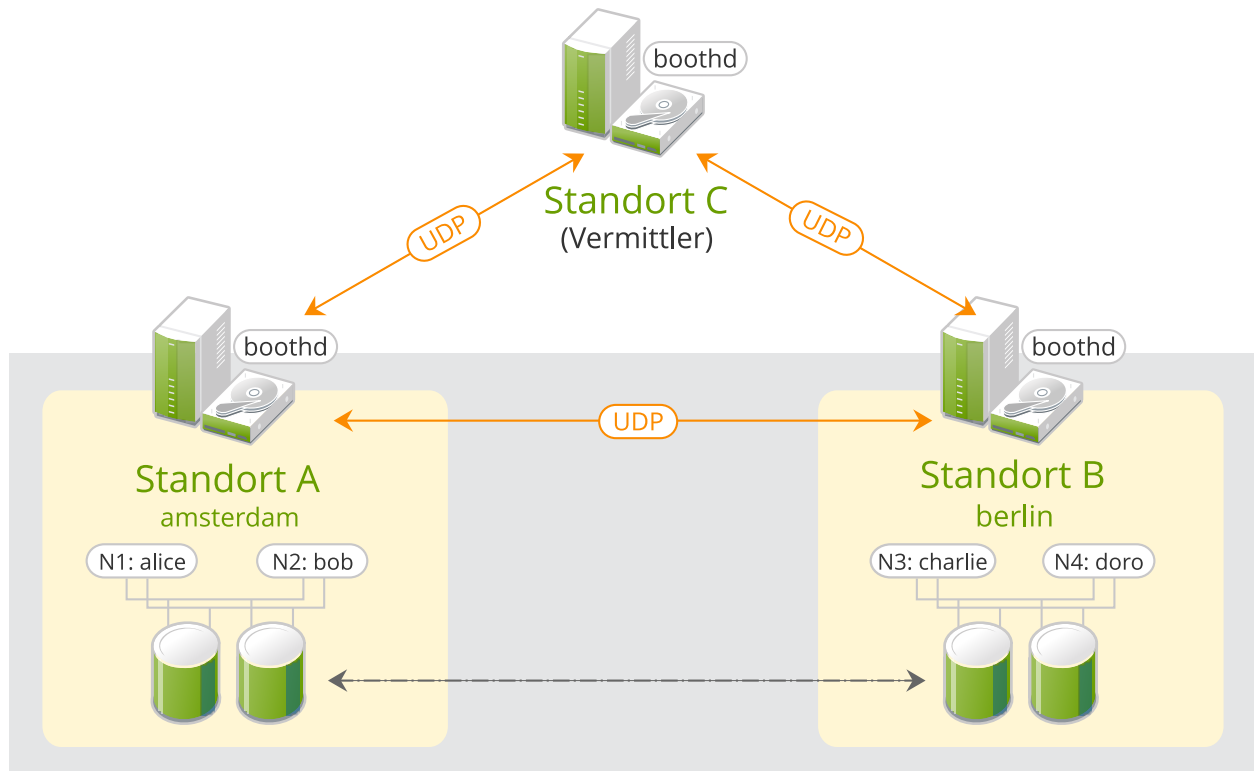 boothd
Standort C
(Vermittler)
UDP
UDP
boothd
boothd
UDP
Standort A
amsterdam
Standort B
berlin
N1: alice
N2: bob
N3: charlie
N4: doro